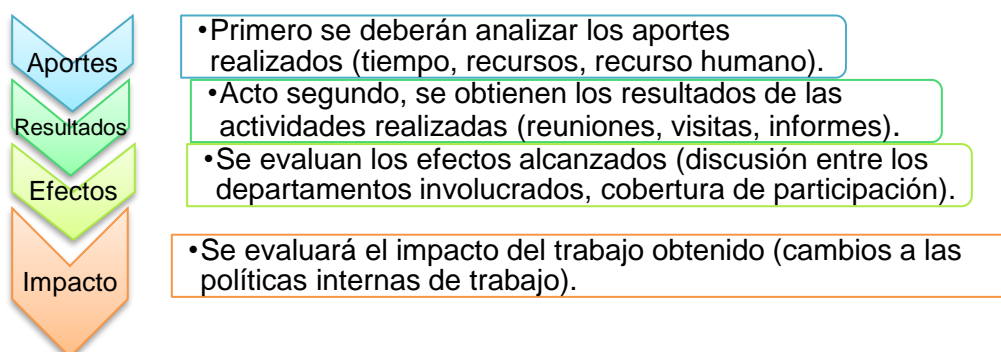 Aportes
•Primero se deberán analizar los aportes
realizados (tiempo, recursos, recurso humano).
Resultados
•Acto segundo, se obtienen los resultados de las
actividades realizadas (reuniones, visitas, informes).
Efectos
•Se evaluan los efectos alcanzados (discusión entre los
departamentos involucrados, cobertura de participación).
Impacto
•Se evaluará el impacto del trabajo obtenido (cambios a las
políticas internas de trabajo).